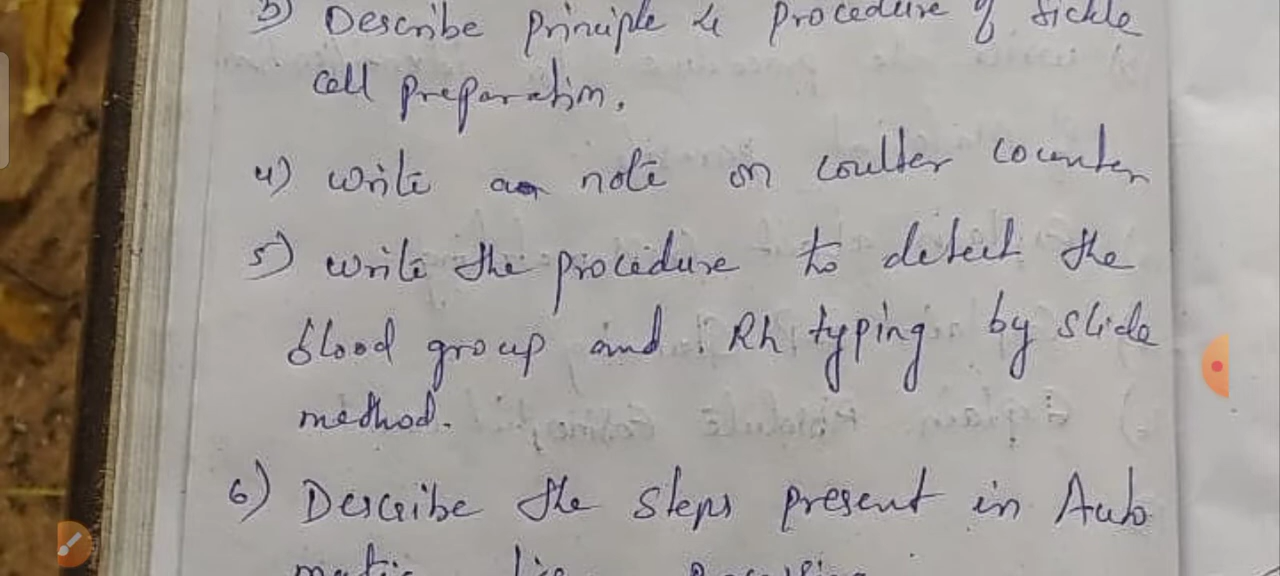 3) Describe principle & procedure of sickle
cell preparation.
4) write a note on coulter counter
5) write the procedure to detect the
blood group and Rh typing by slide
method.
6) Describe the steps present in Auto
matic